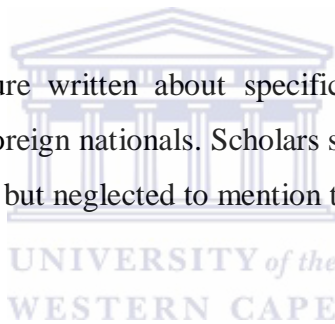 ure written about specific
oreign nationals. Scholars s
but neglected to mention t
UNIVERSITY of the
WESTERN CAPE